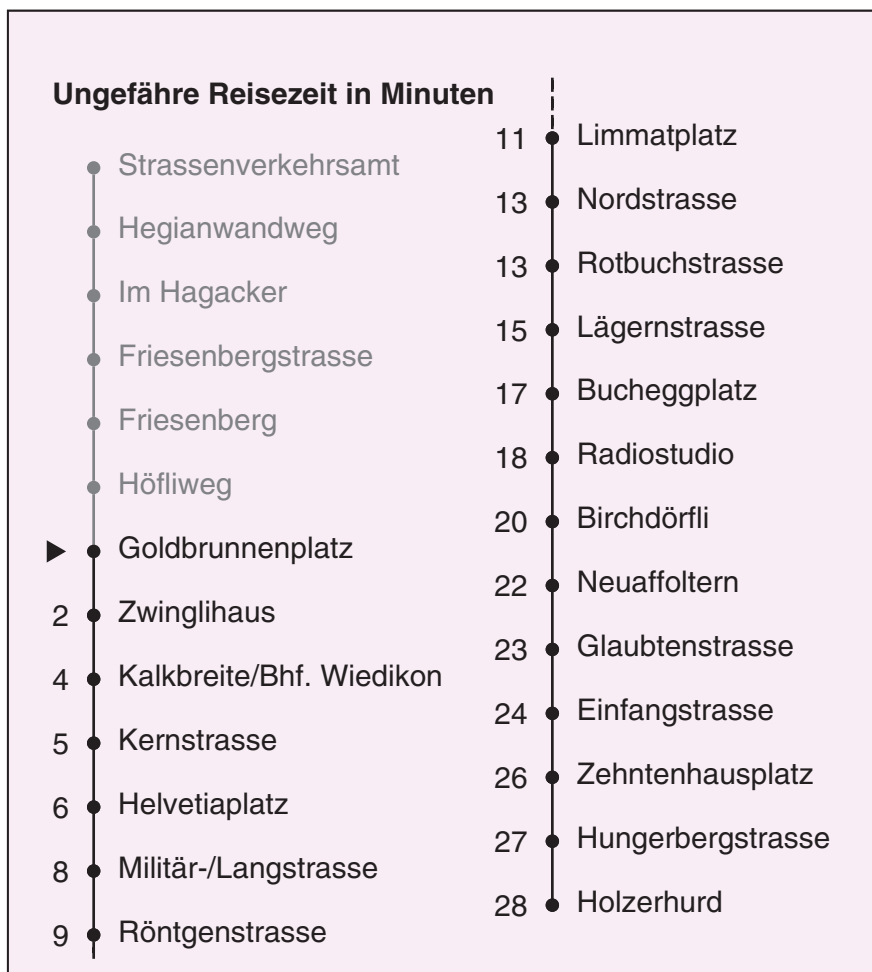 Ungefähre Reisezeit in Minuten
Strassenverkehrsamt
Hegianwandweg
Im Hagacker
Friesenbergstrasse
Friesenberg
Höfliweg
Goldbrunnenplatz
2 Zwinglihaus
4 Kalkbreite/Bhf. Wiedikon
5 Kernstrasse
6 Helvetiaplatz
8 Militär-/Langstrasse
9 Röntgenstrasse
11 Limmatplatz
13 Nordstrasse
13 Rotbuchstrasse
15 Lägernstrasse
17 Bucheggplatz
18 Radiostudio
20 Birchdörfli
22 Neuaffoltern
23 Glaubtenstrasse
24 Einfangstrasse
26 Zehntenhausplatz
27 Hungerbergstrasse
28 Holzerhurd